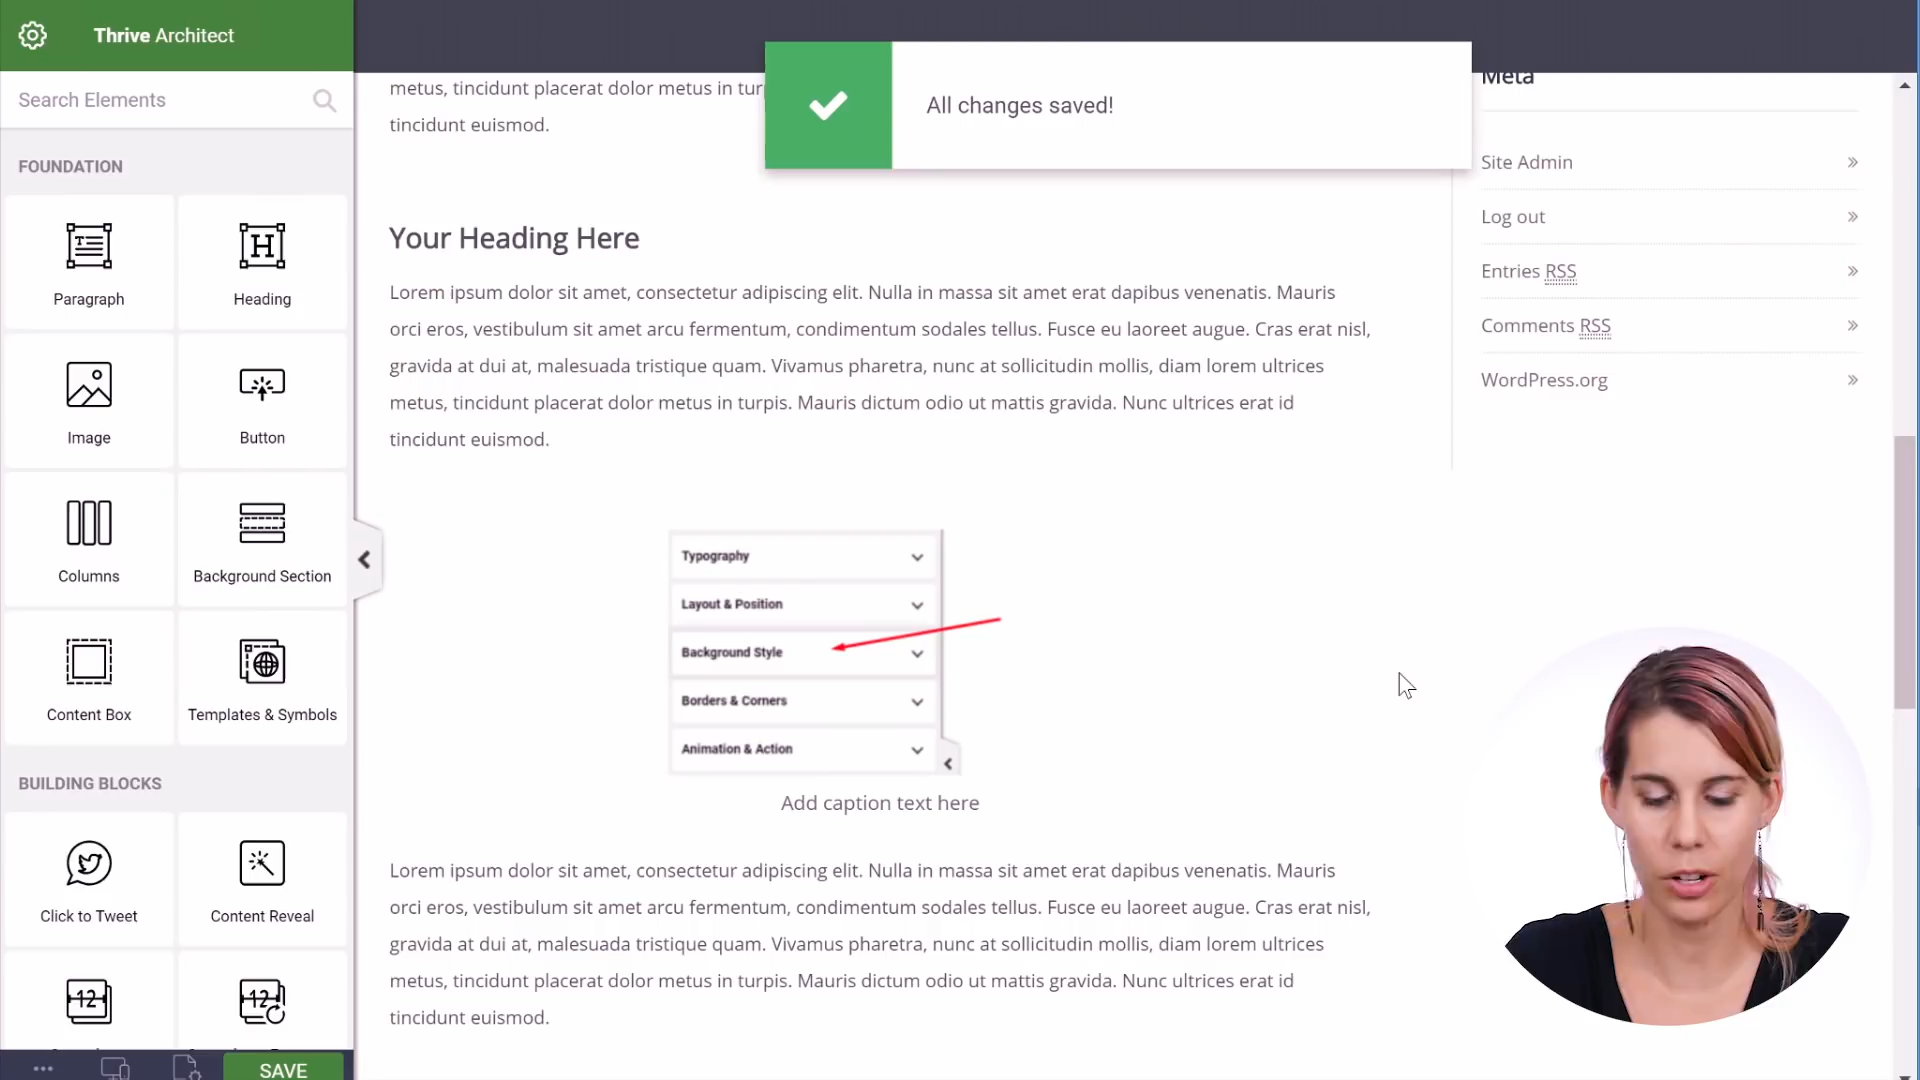 Thrive Architect
Search Elements
FOUNDATION
Paragraph
Heading
Image
Button
Columns
Background Section
Content Box
Templates & Symbols
BUILDING BLOCKS
Click to Tweet
Content Reveal
SAVE
All changes saved!
metus, tincidunt placerat dolor metus in tur
tincidunt euismod.
Your Heading Here
Lorem ipsum dolor sit amet, consectetur adipiscing elit. Nulla in massa sit amet erat dapibus venenatis. Mauris
orci eros, vestibulum sit amet arcu fermentum, condimentum sodales tellus. Fusce eu laoreet augue. Cras erat nisl,
gravida at dui at, malesuada tristique quam. Vivamus pharetra, nunc at sollicitudin mollis, diam lorem ultrices
metus, tincidunt placerat dolor metus in turpis. Mauris dictum odio ut mattis gravida. Nunc ultrices erat id
tincidunt euismod.
Typography
Layout & Position
Background Style
Borders & Corners
Animation & Action
Add caption text here
Lorem ipsum dolor sit amet, consectetur adipiscing elit. Nulla in massa sit amet erat dapibus venenatis. Mauris
orci eros, vestibulum sit amet arcu fermentum, condimentum sodales tellus. Fusce eu laoreet augue. Cras erat nisl,
gravida at dui at, malesuada tristique quam. Vivamus pharetra, nunc at sollicitudin mollis, diam lorem ultrices
metus, tincidunt placerat dolor metus in turpis. Mauris dictum odio ut mattis gravida. Nunc ultrices erat id
tincidunt euismod.
Meta
Site Admin
Log out
Entries RSS
Comments RSS
WordPress.org